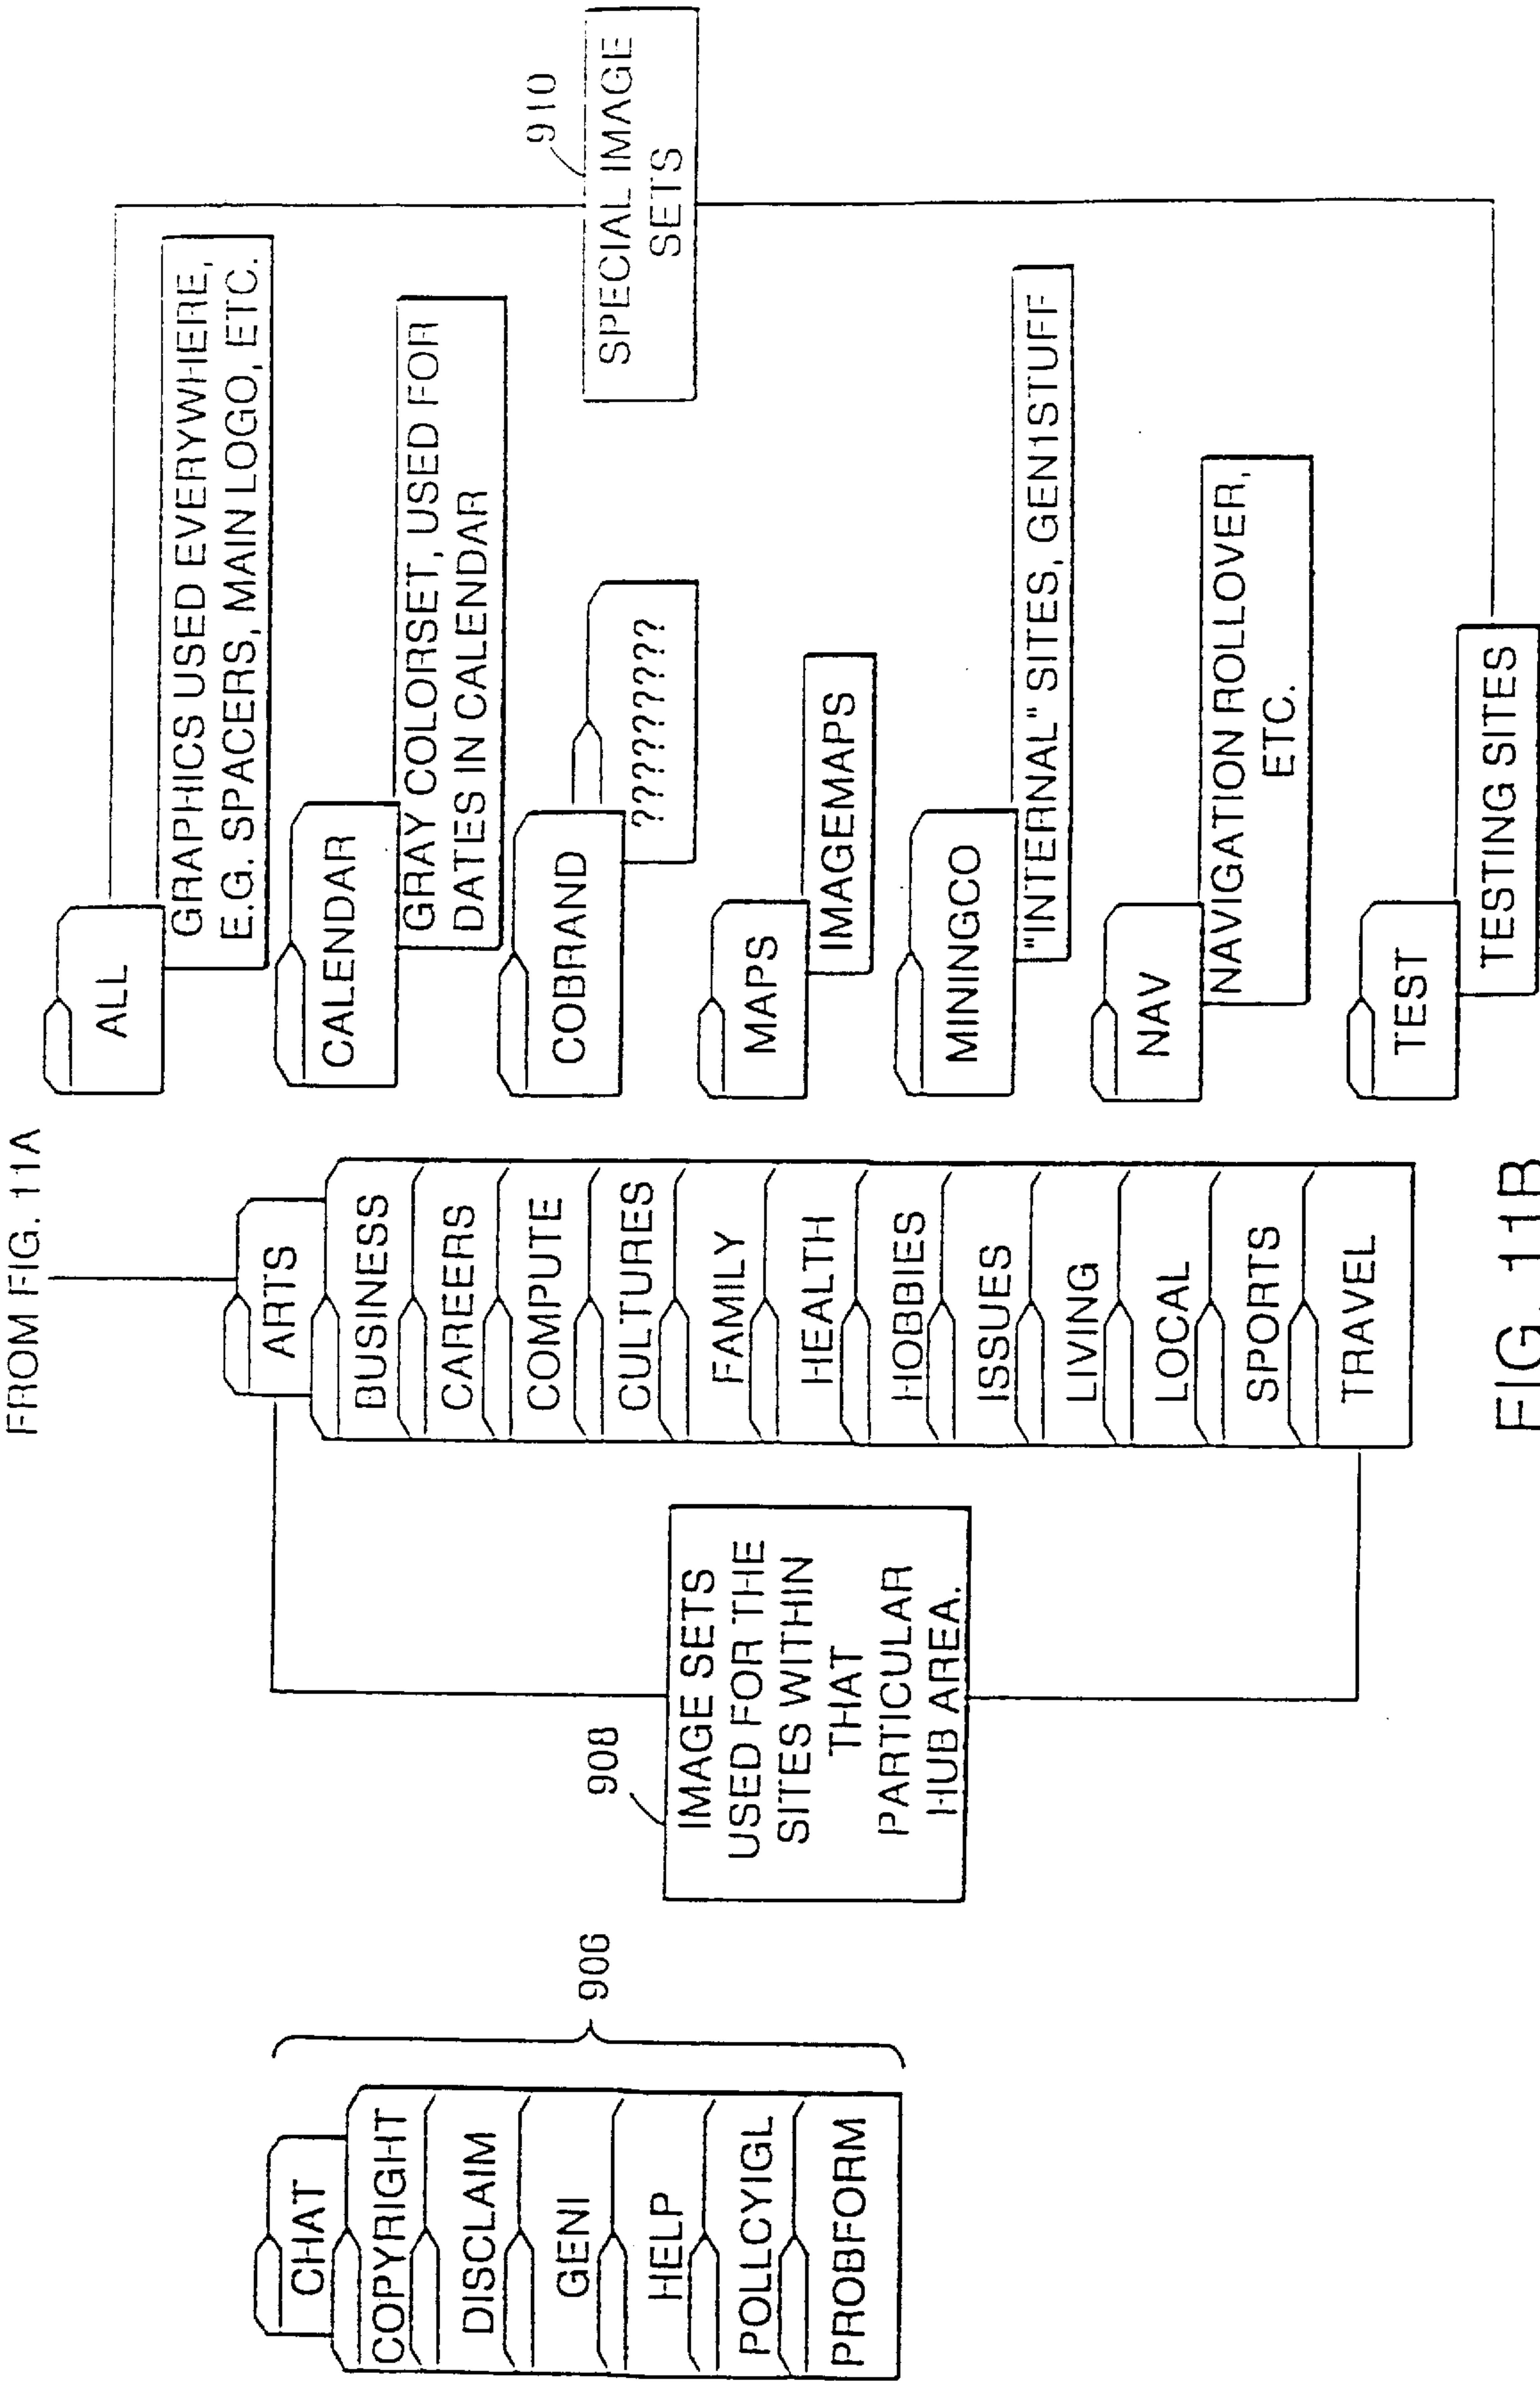 FROM FIG. 11A
CHAT
COPYRIGHT
DISCLAIM
GENI
HELP
POLLCYIGL
PROBFORM
906
908
IMAGE SETS
USED FOR THE
SITES WITHIN
THAT
PARTICULAR
HUB AREA.
ARTS
BUSINESS
CAREERS
COMPUTE
CULTURES
FAMILY
HEALTH
HOBBIES
ISSUES
LIVING
LOCAL
SPORTS
TRAVEL
ALL
GRAPHICS USED EVERYWHERE,
E.G. SPACERS, MAIN LOGO, ETC.
CALENDAR
GRAY COLORSET, USED FOR
DATES IN CALENDAR
COBRAND
?????????
MAPS
IMAGEMAPS
MININGCO
"INTERNAL" SITES, GEN1STUFF
NAV
NAVIGATION ROLLOVER,
ETC.
TEST
TESTING SITES
910
SPECIAL IMAGE
SETS
FIG. 11B